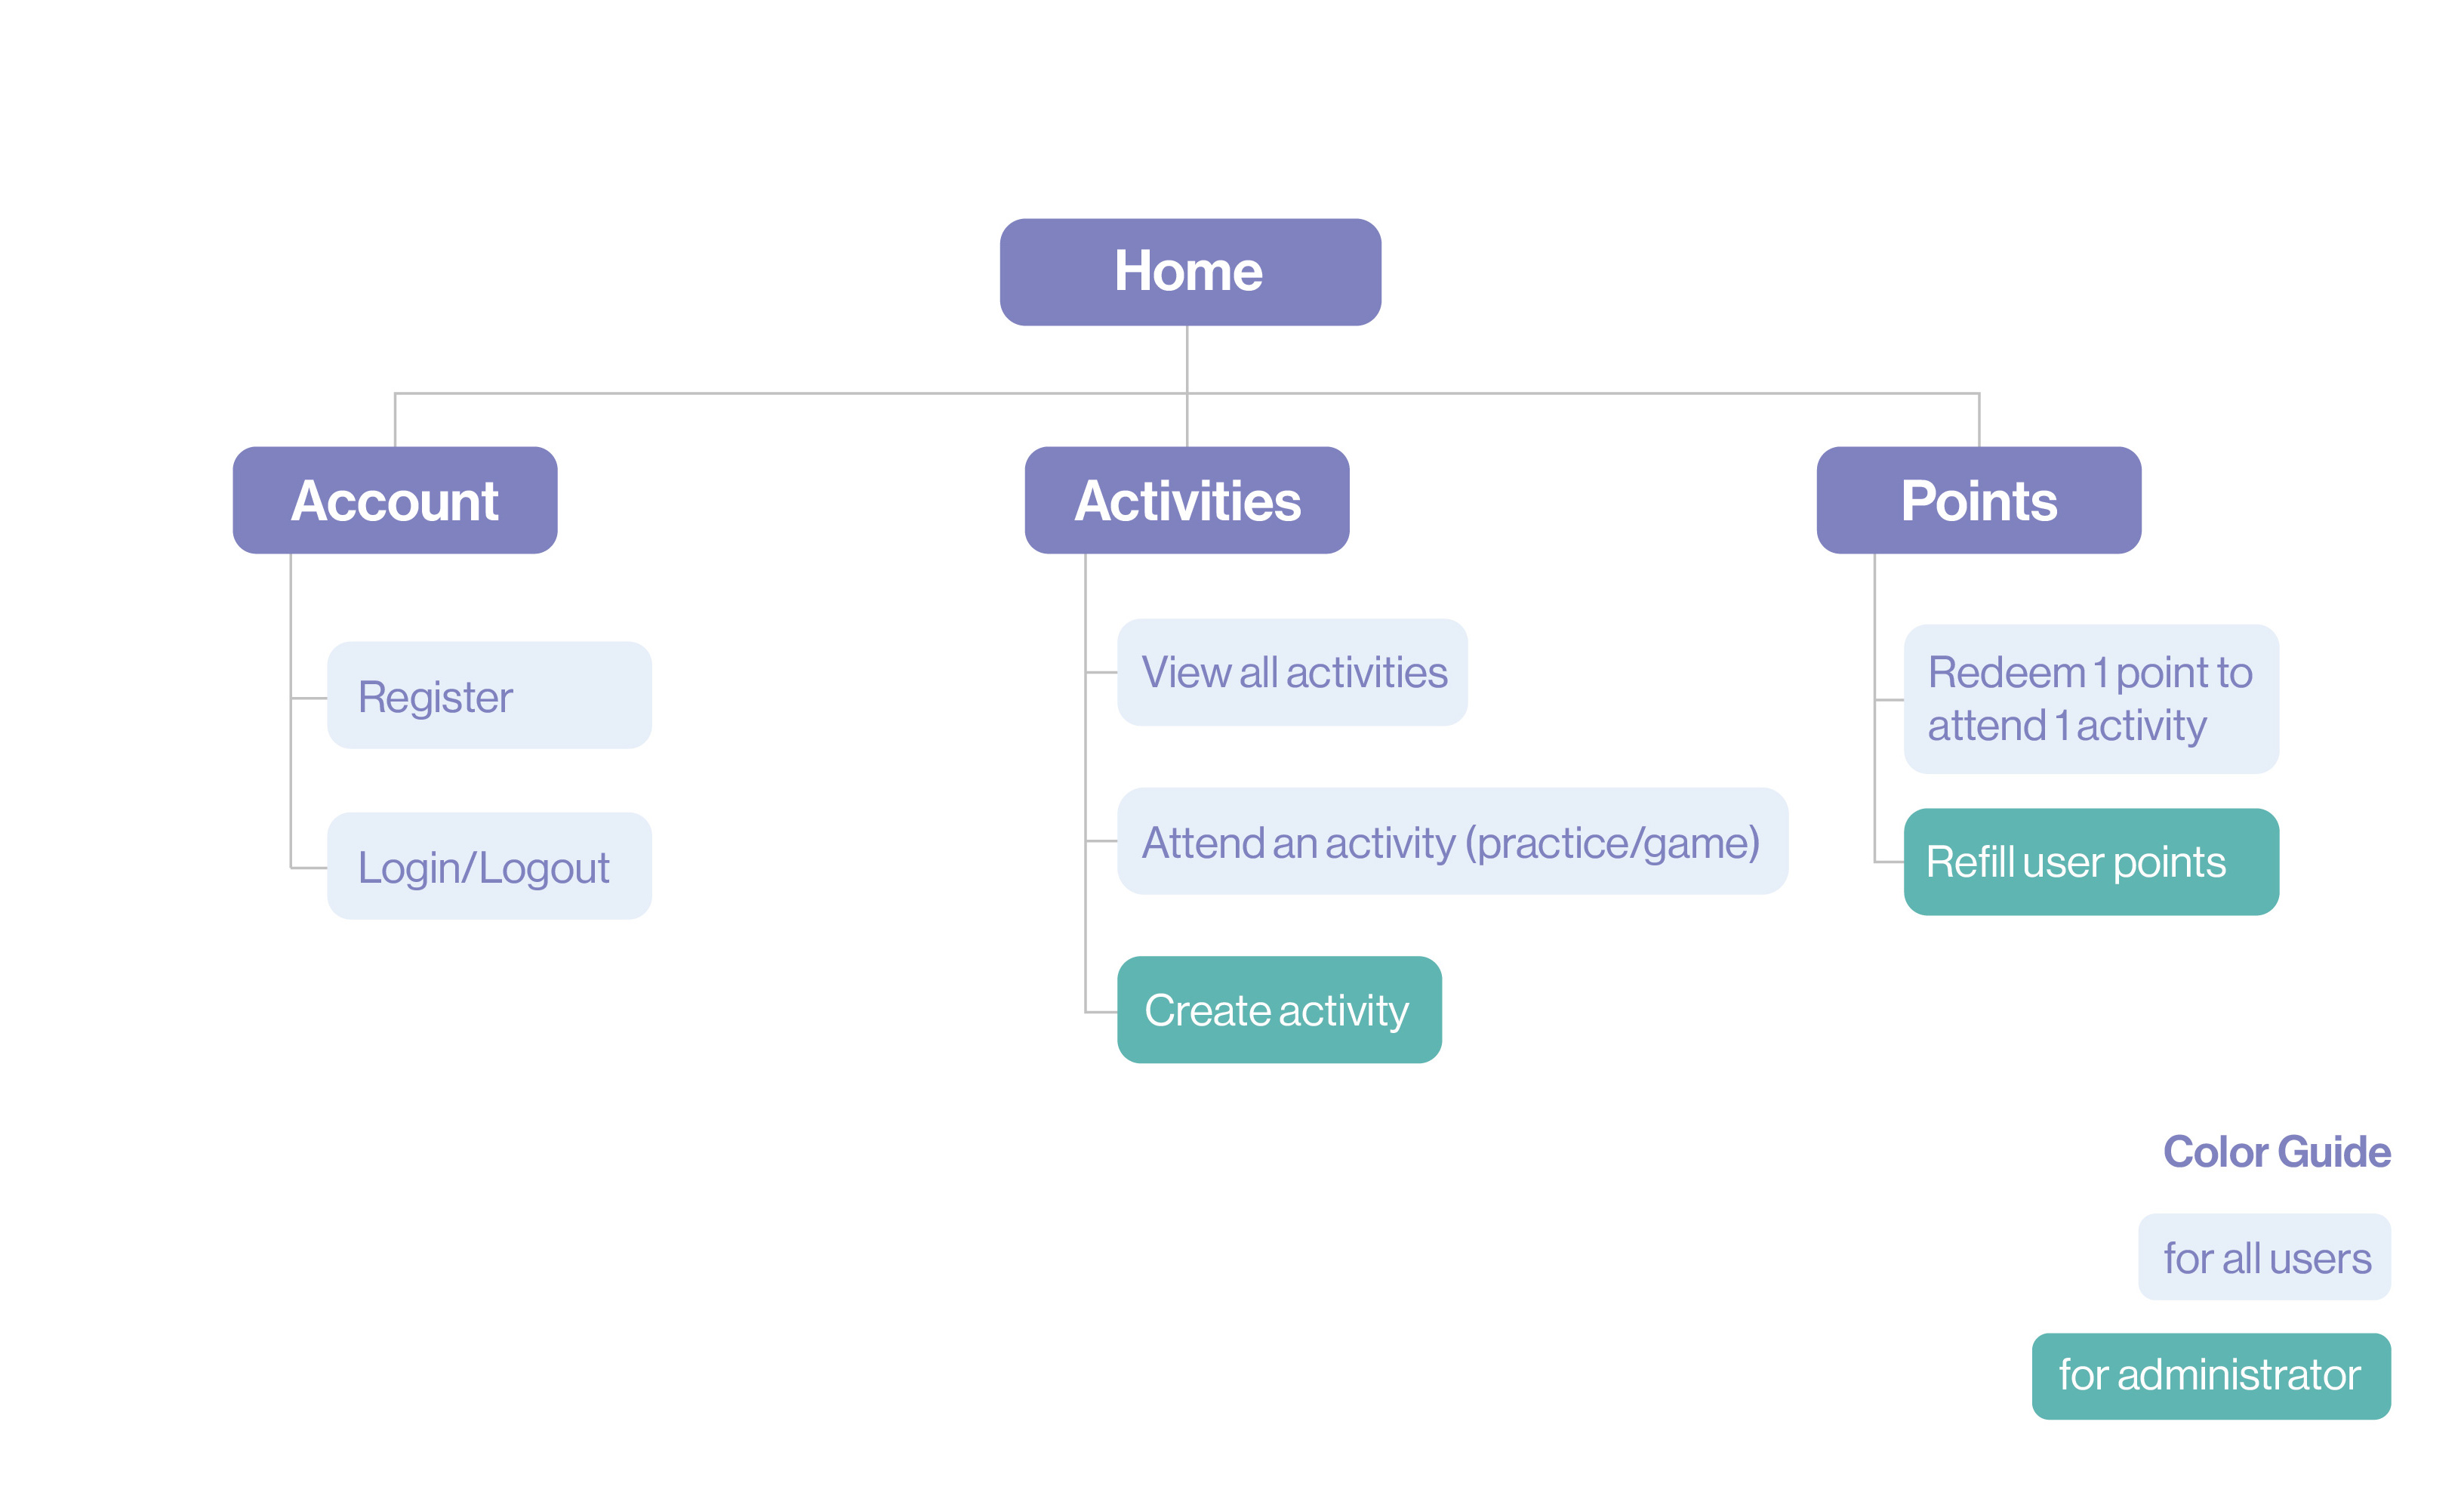 Home
Account
Activities
Points
Register
Login/Logout
View all activities
Attend an activity (practice/game)
Create activity
Redeem 1 point to
attend 1 activity
Refill user points
Color Guide
for all users
for administrator